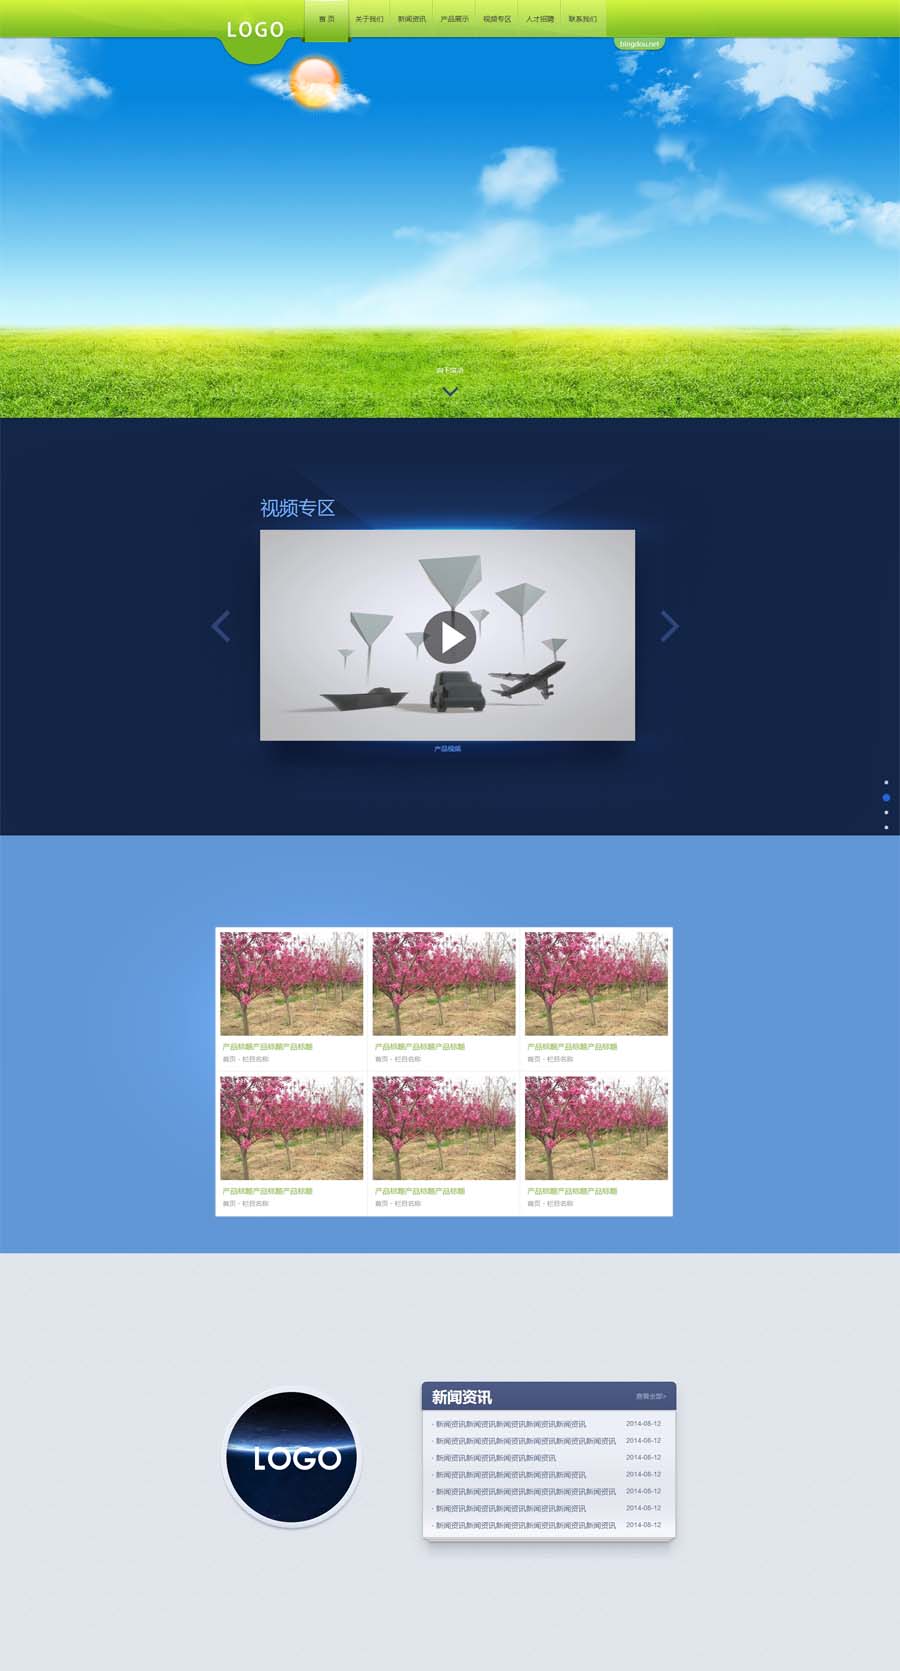 LOGO
首 页
关于我们
新闻资讯
产品展示
视频专区
人才招聘
联系我们
bingdou.net
向下滚动
视频专区
产品视频
产品标题产品标题产品标题
首页 - 栏目名称
产品标题产品标题产品标题
首页 - 栏目名称
产品标题产品标题产品标题
首页 - 栏目名称
产品标题产品标题产品标题
首页 - 栏目名称
产品标题产品标题产品标题
首页 - 栏目名称
产品标题产品标题产品标题
首页 - 栏目名称
LOGO
新闻资讯
查看全部>
· 新闻资讯新闻资讯新闻资讯新闻资讯新闻资讯 2014-08-12
· 新闻资讯新闻资讯新闻资讯新闻资讯新闻资讯新闻资讯 2014-08-12
· 新闻资讯新闻资讯新闻资讯新闻资讯 2014-08-12
· 新闻资讯新闻资讯新闻资讯新闻资讯新闻资讯 2014-08-12
· 新闻资讯新闻资讯新闻资讯新闻资讯新闻资讯新闻资讯 2014-08-12
· 新闻资讯新闻资讯新闻资讯新闻资讯新闻资讯 2014-08-12
· 新闻资讯新闻资讯新闻资讯新闻资讯新闻资讯新闻资讯 2014-08-12